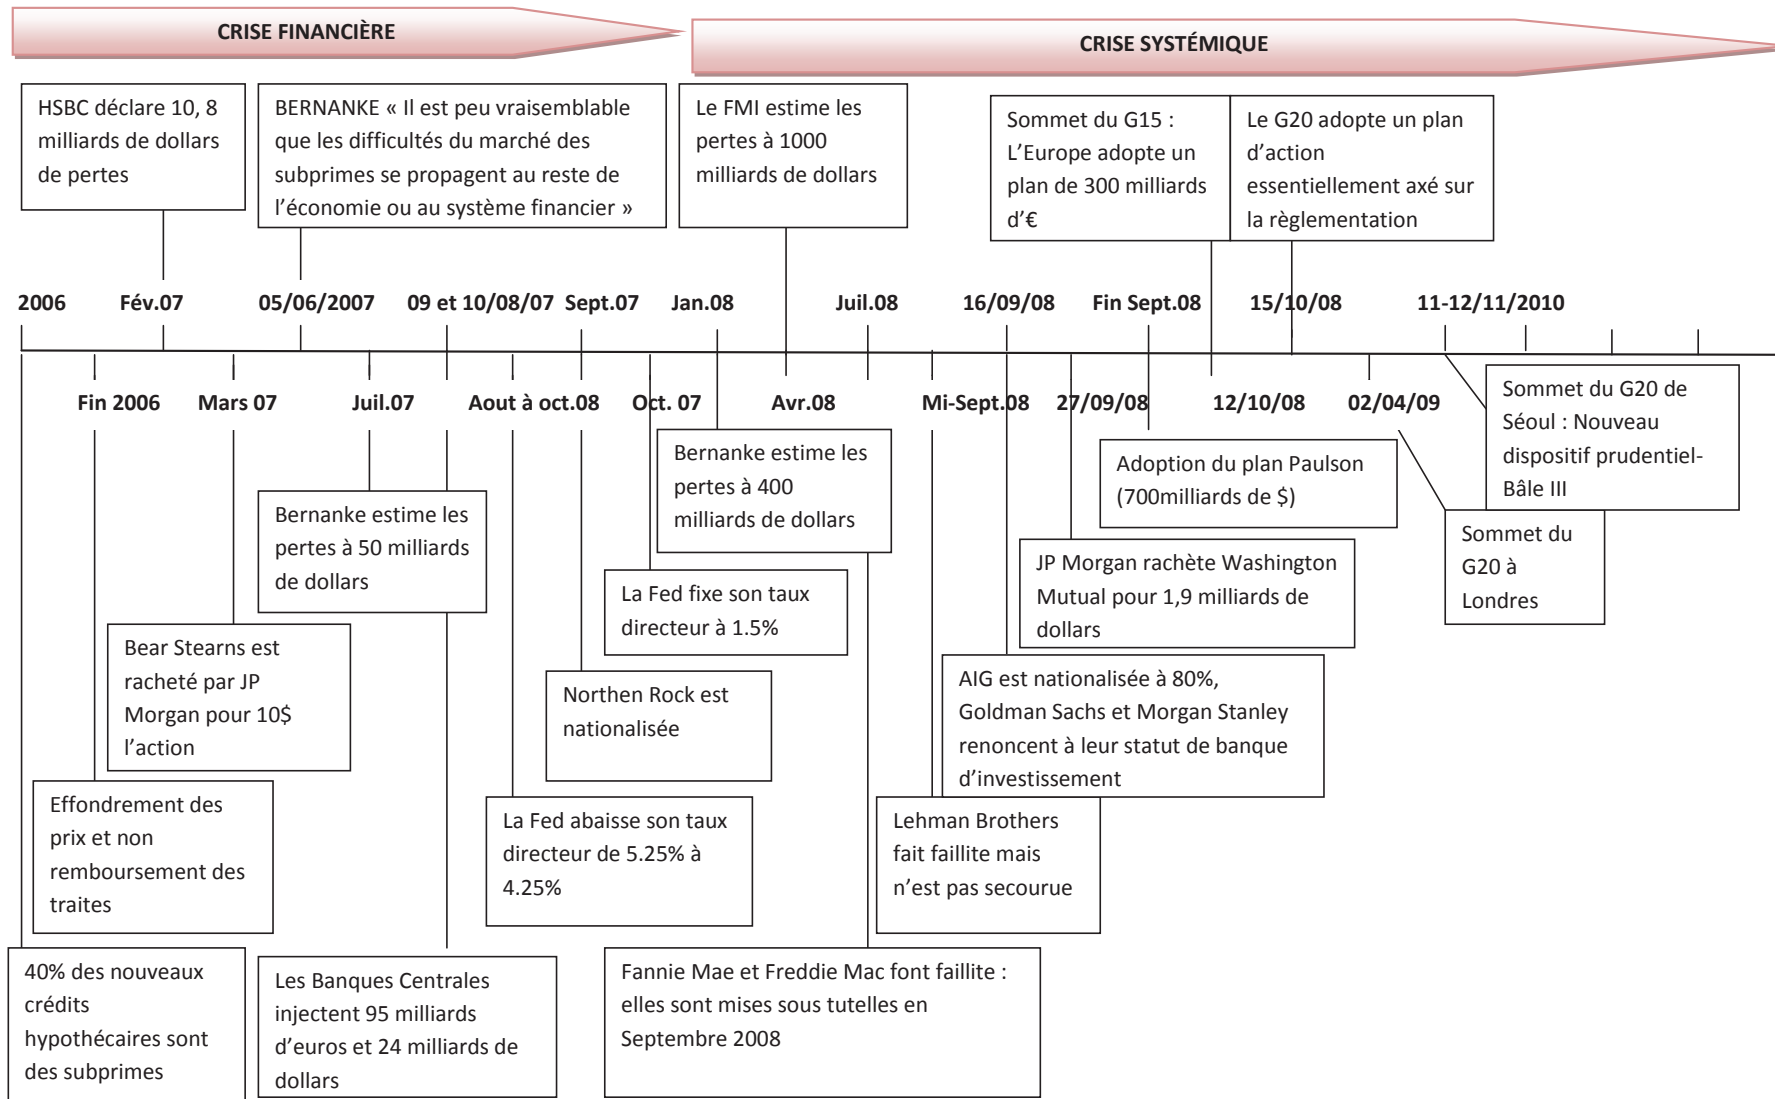 CRISE FINANCIÈRE
CRISE SYSTÉMIQUE
HSBC déclare 10, 8
milliards de dollars
de pertes
BERNANKE « Il est peu vraisemblable
que les difficultés du marché des
subprimes se propagent au reste de
l’économie ou au système financier »
Le FMI estime les
pertes à 1000
milliards de dollars
Sommet du G15 :
L’Europe adopte un
plan de 300 milliards
d’€
Le G20 adopte un plan
d’action
essentiellement axé sur
la règlementation
2006
Fév.07
05/06/2007
09 et 10/08/07
Sept.07
Jan.08
Juil.08
16/09/08
Fin Sept.08
15/10/08
11-12/11/2010
Fin 2006
Mars 07
Juil.07
Aout à oct.08
Oct. 07
Avr.08
Mi-Sept.08
27/09/08
12/10/08
02/04/09
Sommet du G20 de
Séoul : Nouveau
dispositif prudentiel-
Bâle III
Bernanke estime les
pertes à 400
milliards de dollars
Adoption du plan Paulson
(700milliards de $)
Bernanke estime les
pertes à 50 milliards
de dollars
Sommet du
G20 à
Londres
JP Morgan rachète Washington
Mutual pour 1,9 milliards de
dollars
La Fed fixe son taux
directeur à 1.5%
Bear Stearns est
racheté par JP
Morgan pour 10$
l’action
Northen Rock est
nationalisée
AIG est nationalisée à 80%,
Goldman Sachs et Morgan Stanley
renoncent à leur statut de banque
d’investissement
Effondrement des
prix et non
remboursement des
traites
La Fed abaisse son taux
directeur de 5.25% à
4.25%
Lehman Brothers
fait faillite mais
n’est pas secourue
40% des nouveaux
crédits
hypothécaires sont
des subprimes
Les Banques Centrales
injectent 95 milliards
d’euros et 24 milliards de
dollars
Fannie Mae et Freddie Mac font faillite :
elles sont mises sous tutelles en
Septembre 2008